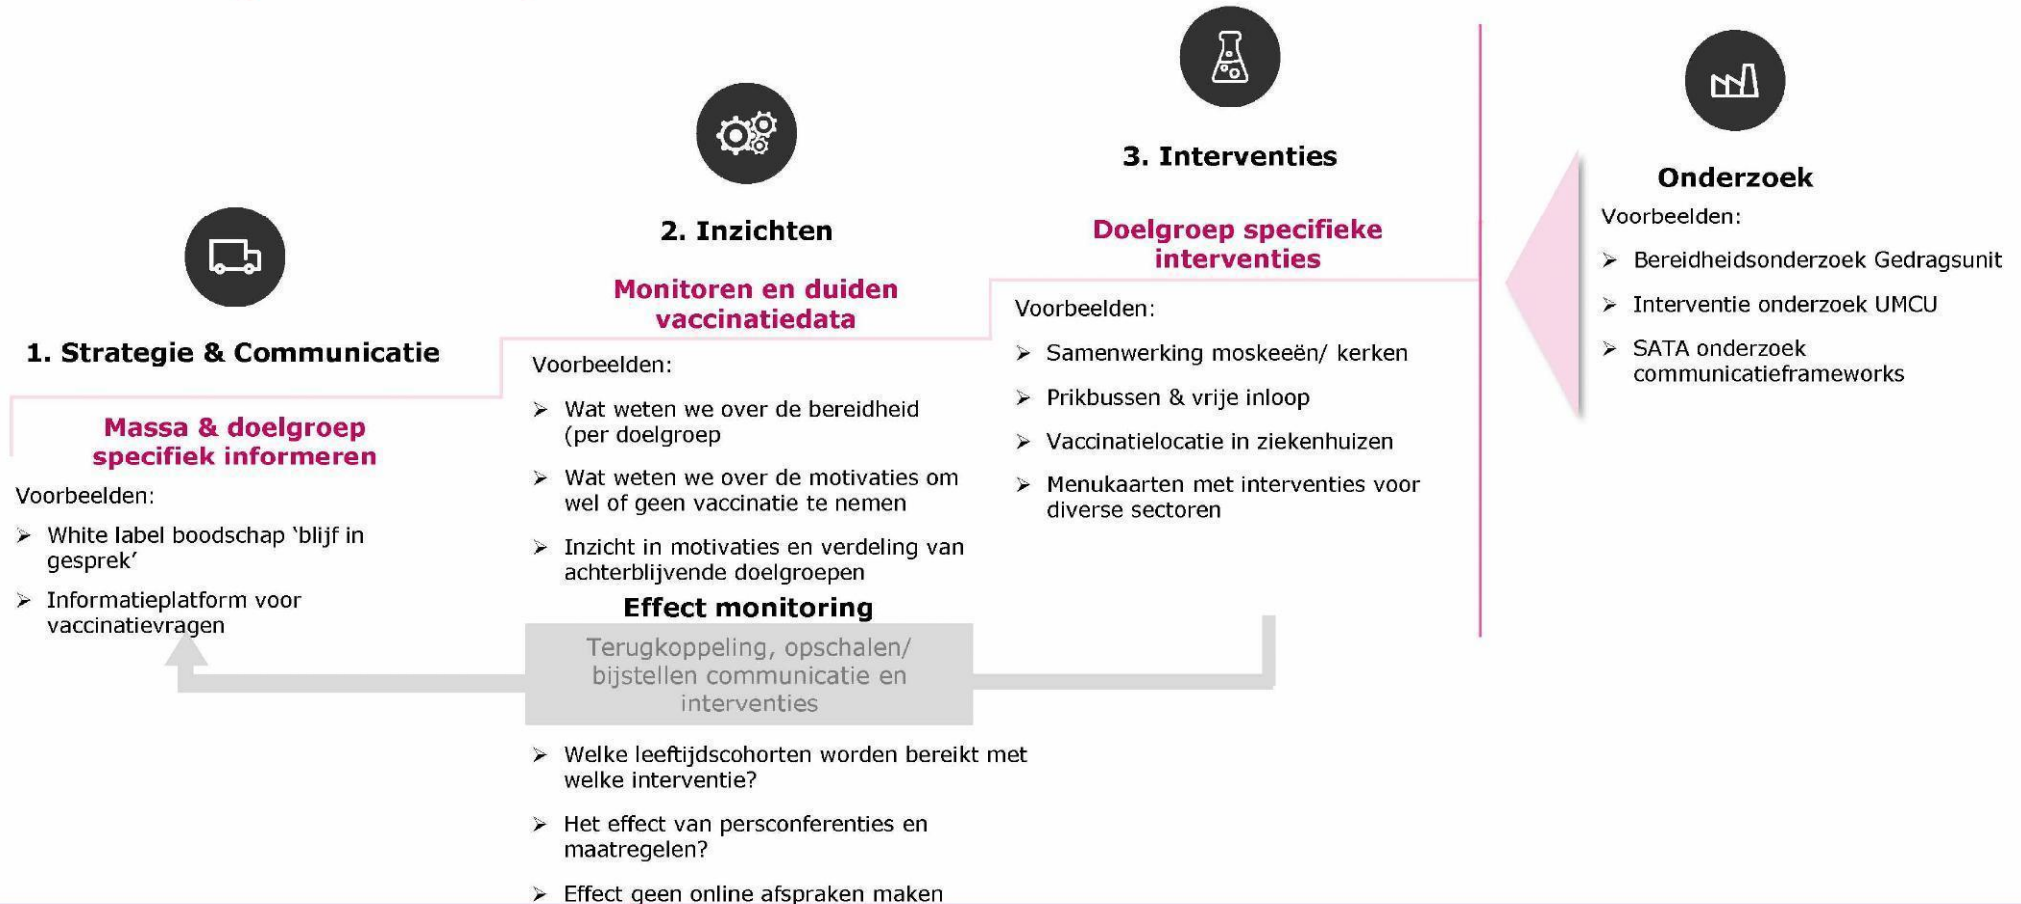 1. Strategie & Communicatie
Massa & doelgroep
specifiek informeren
Voorbeelden:
➢ White label boodschap ‘blijf in
gesprek’
➢ Informatieplatform voor
vaccinatievragen
2. Inzichten
Monitoren en duiden
vaccinatiedata
Voorbeelden:
➢ Wat weten we over de bereidheid
(per doelgroep
➢ Wat weten we over de motivaties om
wel of geen vaccinatie te nemen
➢ Inzicht in motivaties en verdeling van
achterblijvende doelgroepen
Effect monitoring
Terugkoppeling, opschalen/
bijstellen communicatie en
interventies
➢ Welke leeftijdscohorten worden bereikt met
welke interventie?
➢ Het effect van persconferenties en
maatregelen?
➢ Effect geen online afspraken maken
3. Interventies
Doelgroep specifieke
interventies
Voorbeelden:
➢ Samenwerking moskeeën/ kerken
➢ Prikbussen & vrije inloop
➢ Vaccinatielocatie in ziekenhuizen
➢ Menukaarten met interventies voor
diverse sectoren
Onderzoek
Voorbeelden:
➢ Bereidheidsonderzoek Gedragsunit
➢ Interventie onderzoek UMCU
➢ SATA onderzoek
communicatieframeworks